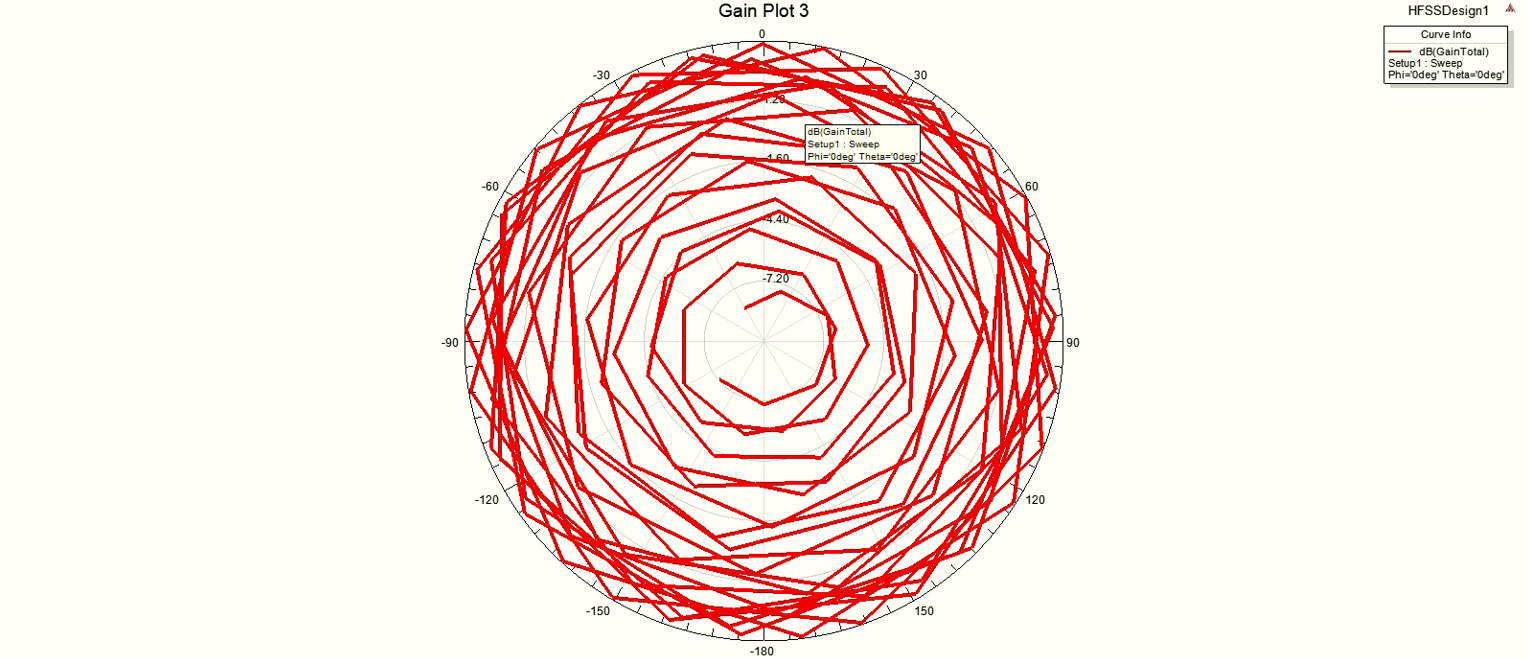 Gain Plot 3
HFSSDesign1
Curve Info
dB(GainTotal)
Setup1 : Sweep
Phi='0deg' Theta='0deg'
0
-30
30
1.20
dB(GainTotal)
Setup1 : Sweep
Phi='0deg' Theta='0deg'
-1.60
-60
60
-4.40
-7.20
-90
90
-120
120
-150
150
-180